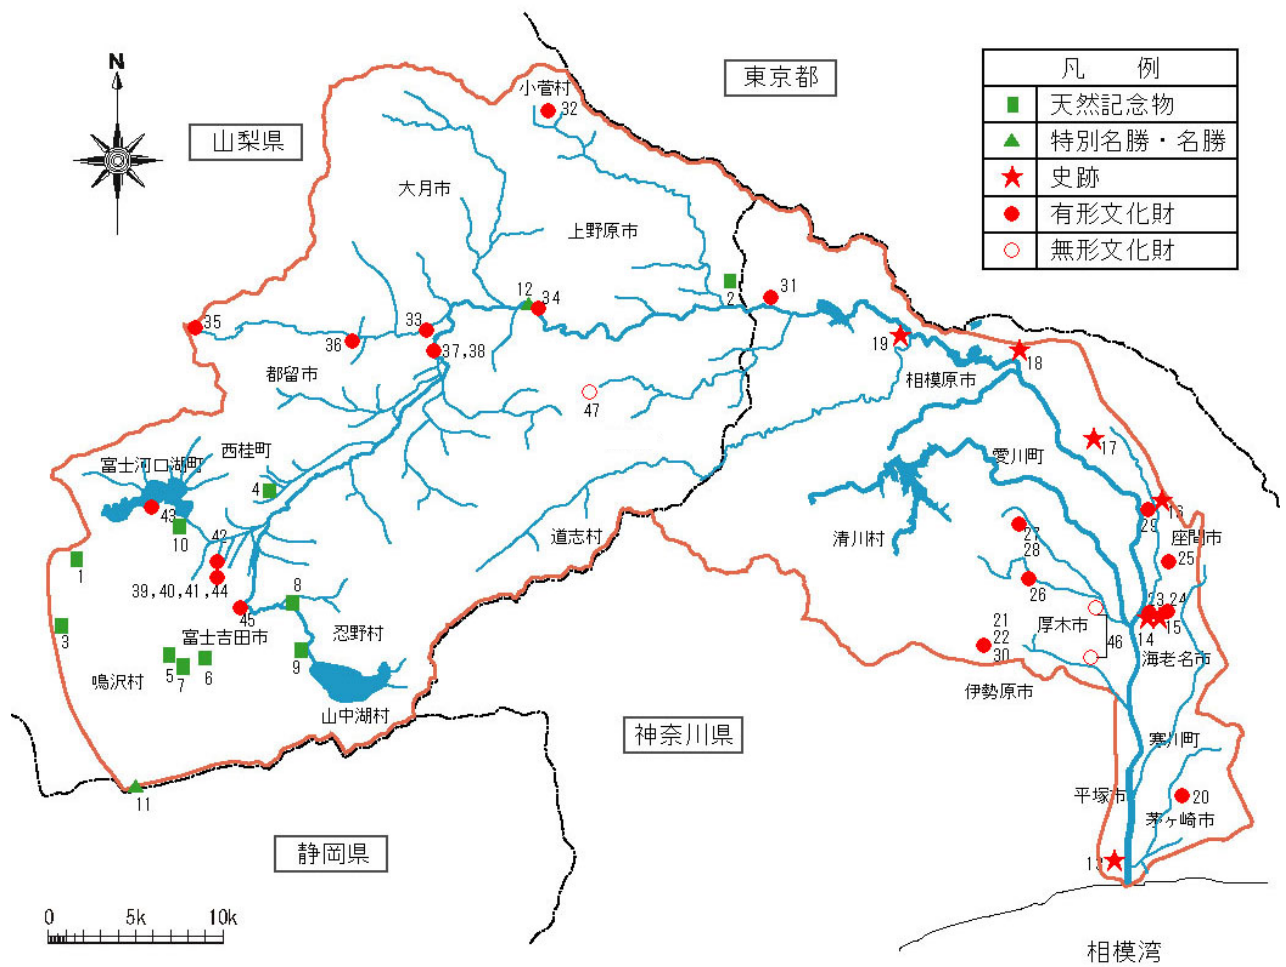 N
山梨県
東京都
小菅村
32
凡 例
天然記念物
特別名勝・名勝
史跡
有形文化財
無形文化財
大月市
上野原市
12
34
2
31
35
33
36
37,38
都留市
47
19
18
相模原市
17
西桂町
富士河口湖町
4
43
10
42
愛川町
16
29
座間市
25
道志村
清川村
27
28
26
1
39,40,41,44
8
45
富士吉田市
忍野村
3
5
7
6
9
鳴沢村
山中湖村
23
24
14
15
厚木市
46
21
22
30
海老名市
伊勢原市
神奈川県
寒川町
11
平塚市
20
茅ヶ崎市
13
静岡県
0 5k 10k
相模湾